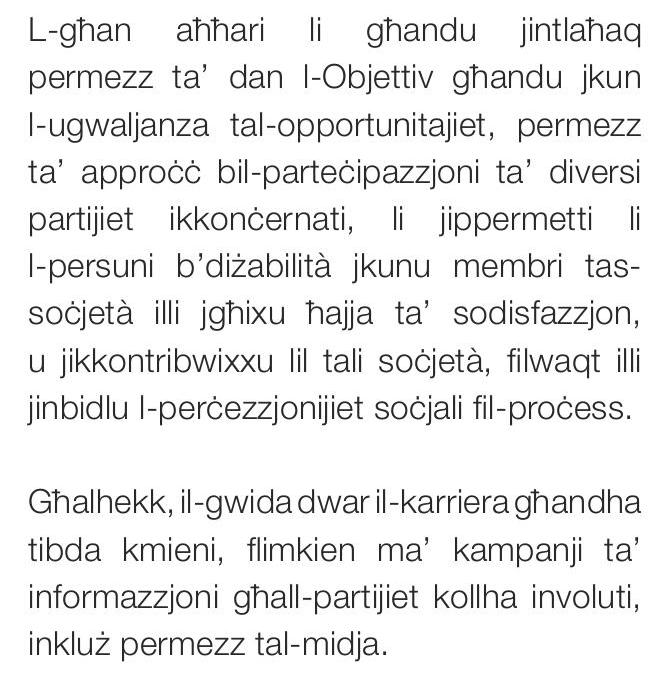 L-għan aħħari li għandu jintlaħaq
permezz ta’ dan l-Objettiv għandu jkun
l-ugwaljanza tal-opportunitajiet, permezz
ta’ approċċ bil-parteċipazzjoni ta’ diversi
partijiet ikkonċernati, li jippermetti li
l-persuni b’diżabilità jkunu membri tas-
soċjetà illi jgħixu ħajja ta’ sodisfazzjon,
u jikkontribwixxu lil tali soċjetà, filwaqt illi
jinbidlu l-perċezzjonijiet soċjali fil-proċess.
Għalhekk, il-gwida dwar il-karriera għandha
tibda kmieni, flimkien ma’ kampanji ta’
informazzjoni għall-partijiet kollha involuti,
inkluż permezz tal-midja.